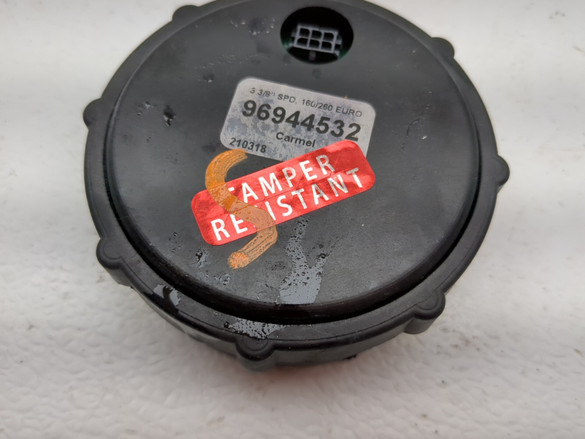 3 3/8" SPD, 160/260 EURO
96944532
Carmel
210318
TAMPER
RESISTANT
S